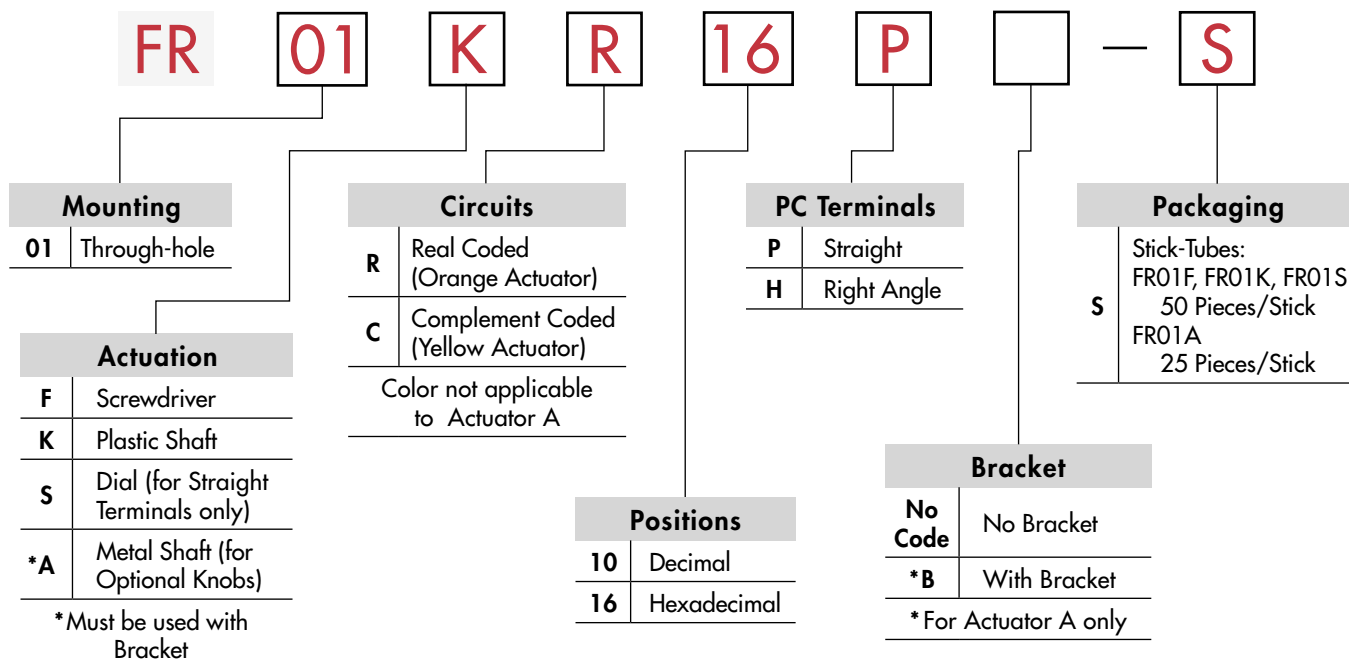 FR 01 K R 16 P — S
Mounting
01 Through-hole
Actuation
F Screwdriver
K Plastic Shaft
S Dial (for Straight
Terminals only)
*A Metal Shaft (for
Optional Knobs)
*Must be used with
Bracket
Circuits
R Real Coded
(Orange Actuator)
C Complement Coded
(Yellow Actuator)
Color not applicable
to Actuator A
Positions
10 Decimal
16 Hexadecimal
PC Terminals
P Straight
H Right Angle
Bracket
No
Code No Bracket
*B With Bracket
*For Actuator A only
Packaging
S Stick-Tubes:
FR01F, FR01K, FR01S
50 Pieces/Stick
FR01A
25 Pieces/Stick